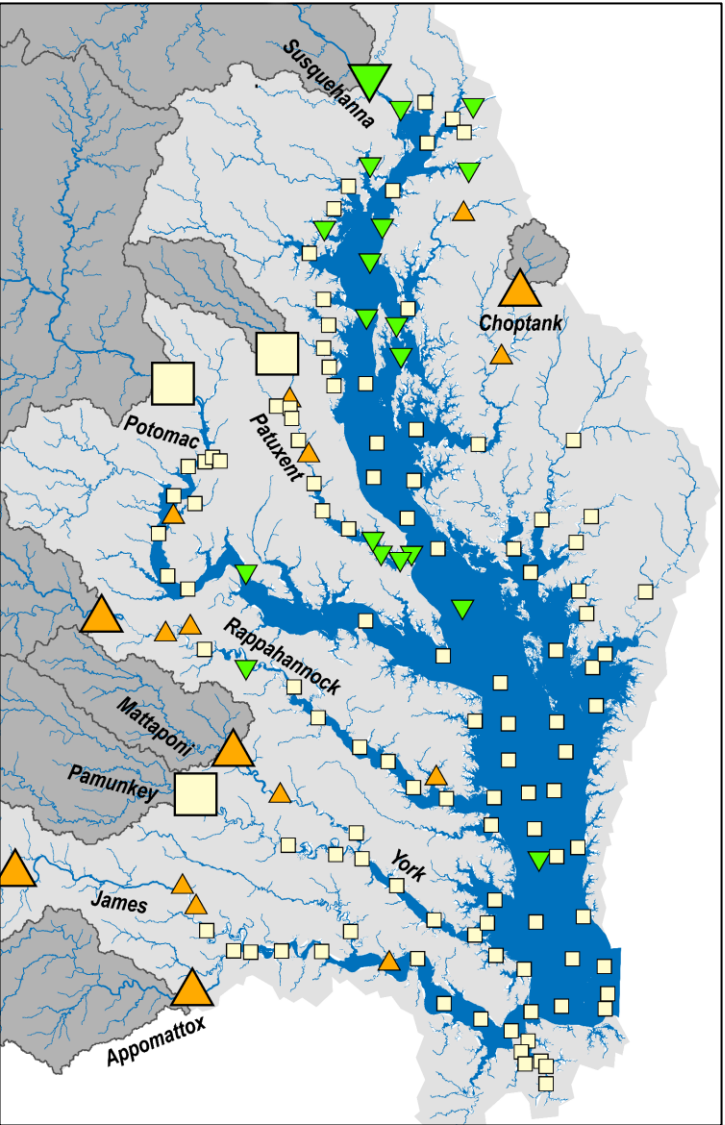 Susquehanna
Choptank
Potomac
Patuxent
Rappahannock
Mattaponi
Pamunkey
York
James
Appomattox